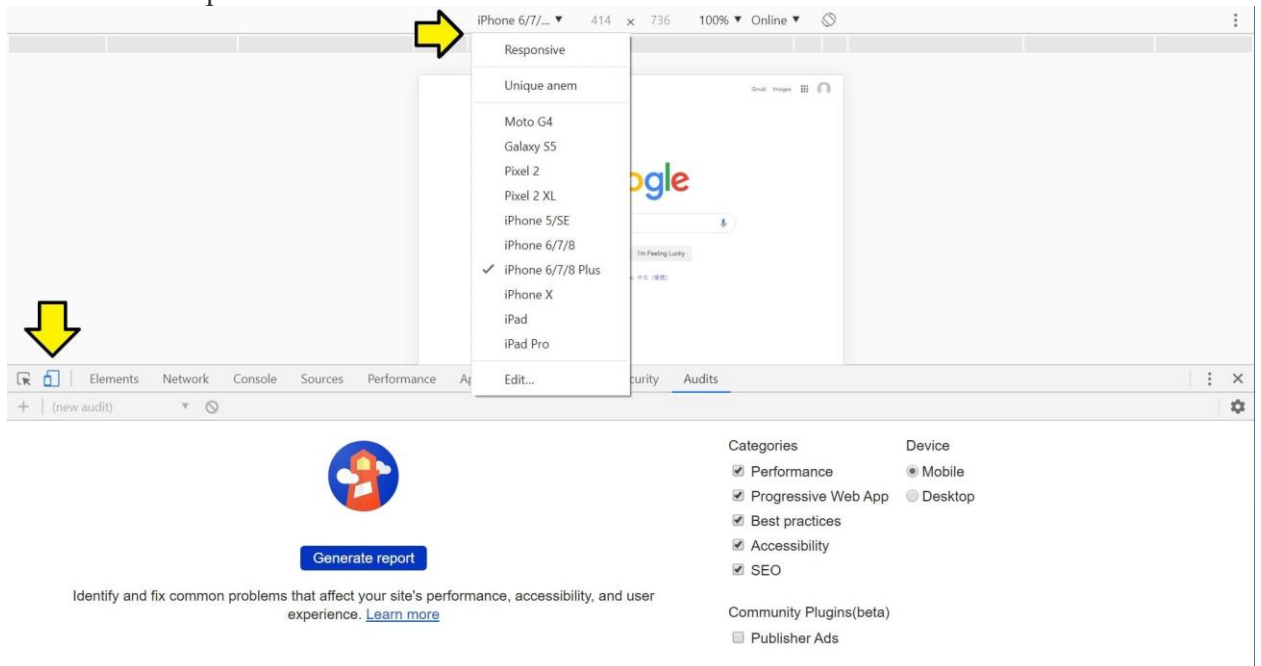 iPhone 6/7/... ▼ 414 x 736 100% ▼ Online ▼
Responsive
Unique anem
Gmail Images
Moto G4
Galaxy S5
Pixel 2
Pixel 2 XL
ogle
iPhone 5/SE
iPhone 6/7/8
I'm Feeling Lucky
✓ iPhone 6/7/8 Plus
iPhone X
iPad
iPad Pro
Edit...
Elements Network Console Sources Performance Ap curity Audits
+ (new audit) ▼
Categories Device
Performance Mobile
Progressive Web App Desktop
Best practices
Accessibility
SEO
Generate report
Identify and fix common problems that affect your site's performance, accessibility, and user
experience. Learn more
Community Plugins(beta)
Publisher Ads